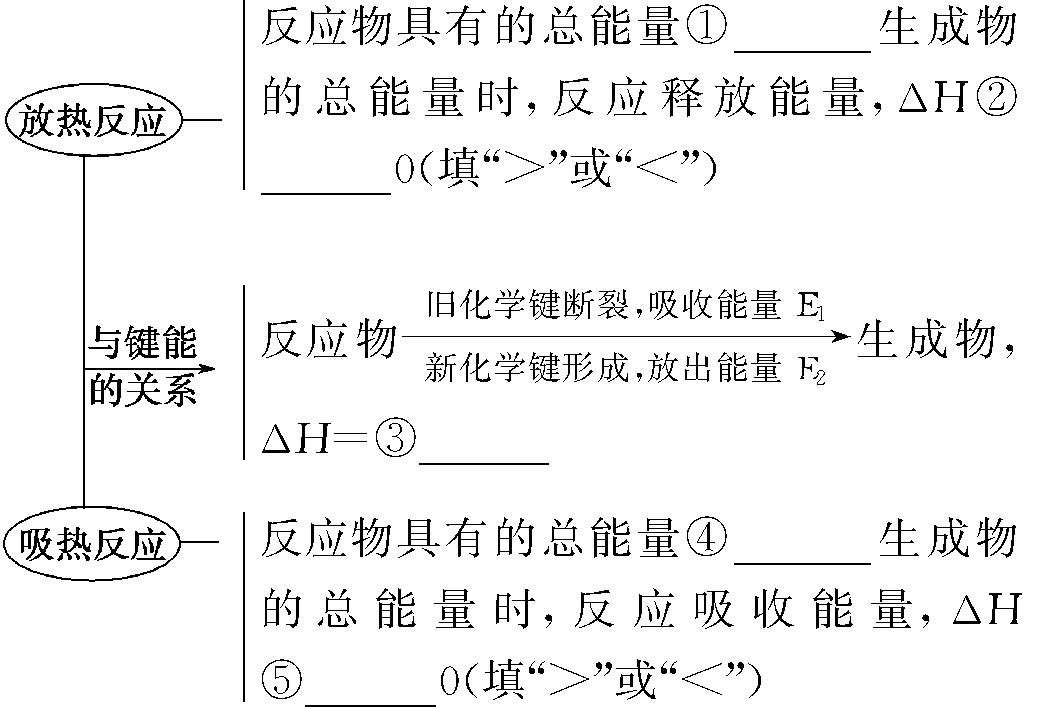 反应物具有的总能量①______生成物
的总能量时,反应释放能量,ΔH②
______0(填“>”或“<”)
放热反应
与键能
的关系
旧化学键断裂,吸收能量 E₁
反应物
生成物,
新化学键形成,放出能量 E₂
ΔH=③______
吸热反应
反应物具有的总能量④______生成物
的总能量时,反应吸收能量,ΔH
⑤______0(填“>”或“<”)